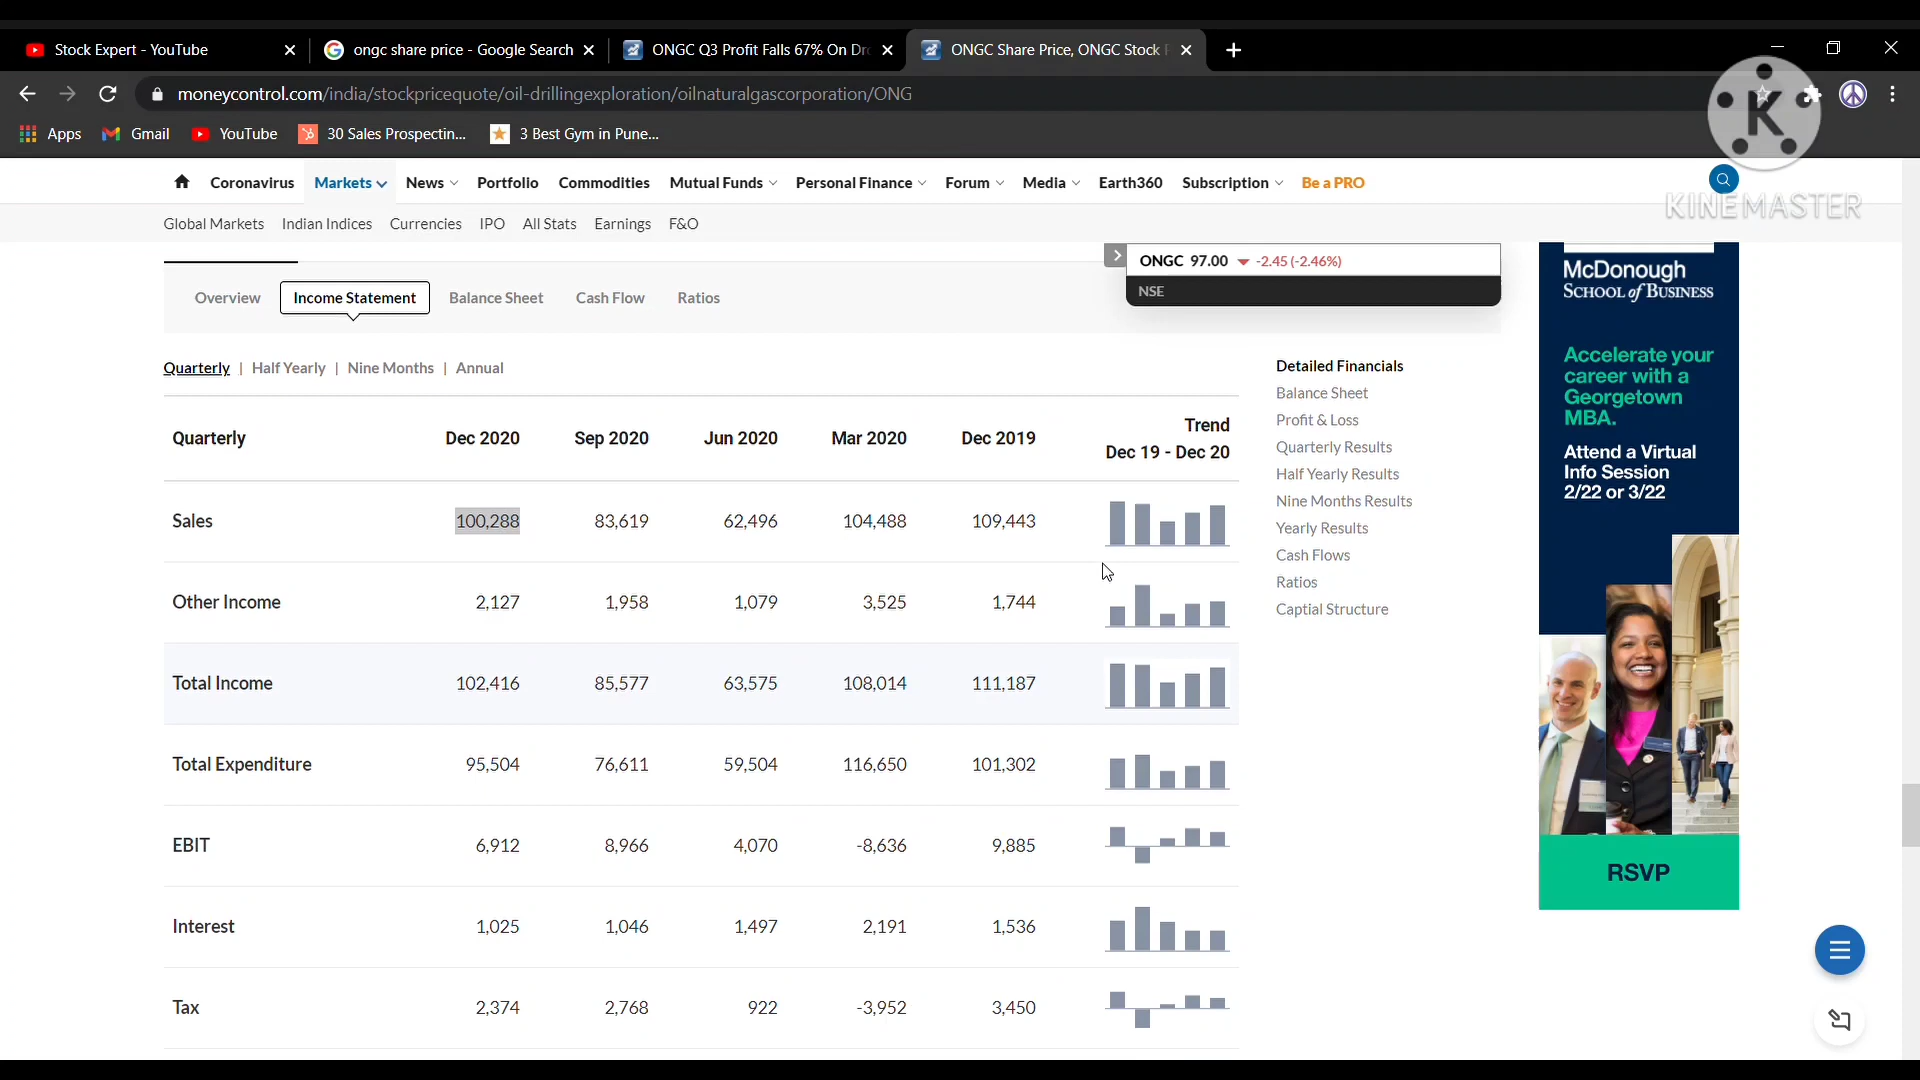 Stock Expert - YouTube
ongc share price - Google Search
ONGC Q3 Profit Falls 67% On Dr
ONGC Share Price, ONGC Stock P
moneycontrol.com/india/stockpricequote/oil-drillingexploration/oilnaturalgascorporation/ONG
Apps Gmail YouTube 30 Sales Prospectin... 3 Best Gym in Pune...
K
KINEMASTER
Coronavirus Markets News Portfolio Commodities Mutual Funds Personal Finance Forum Media Earth360 Subscription Be a PRO
Global Markets Indian Indices Currencies IPO All Stats Earnings F&O
ONGC 97.00 -2.45 (-2.46%)
NSE
Overview Income Statement Balance Sheet Cash Flow Ratios
Quarterly | Half Yearly | Nine Months | Annual
Quarterly Dec 2020 Sep 2020 Jun 2020 Mar 2020 Dec 2019 Trend
Dec 19 - Dec 20
Sales 100,288 83,619 62,496 104,488 109,443
Other Income 2,127 1,958 1,079 3,525 1,744
Total Income 102,416 85,577 63,575 108,014 111,187
Total Expenditure 95,504 76,611 59,504 116,650 101,302
EBIT 6,912 8,966 4,070 -8,636 9,885
Interest 1,025 1,046 1,497 2,191 1,536
Tax 2,374 2,768 922 -3,952 3,450
Detailed Financials
Balance Sheet
Profit & Loss
Quarterly Results
Half Yearly Results
Nine Months Results
Yearly Results
Cash Flows
Ratios
Captial Structure
McDonough
SCHOOL of BUSINESS
Accelerate your
career with a
Georgetown
MBA.
Attend a Virtual
Info Session
2/22 or 3/22
RSVP